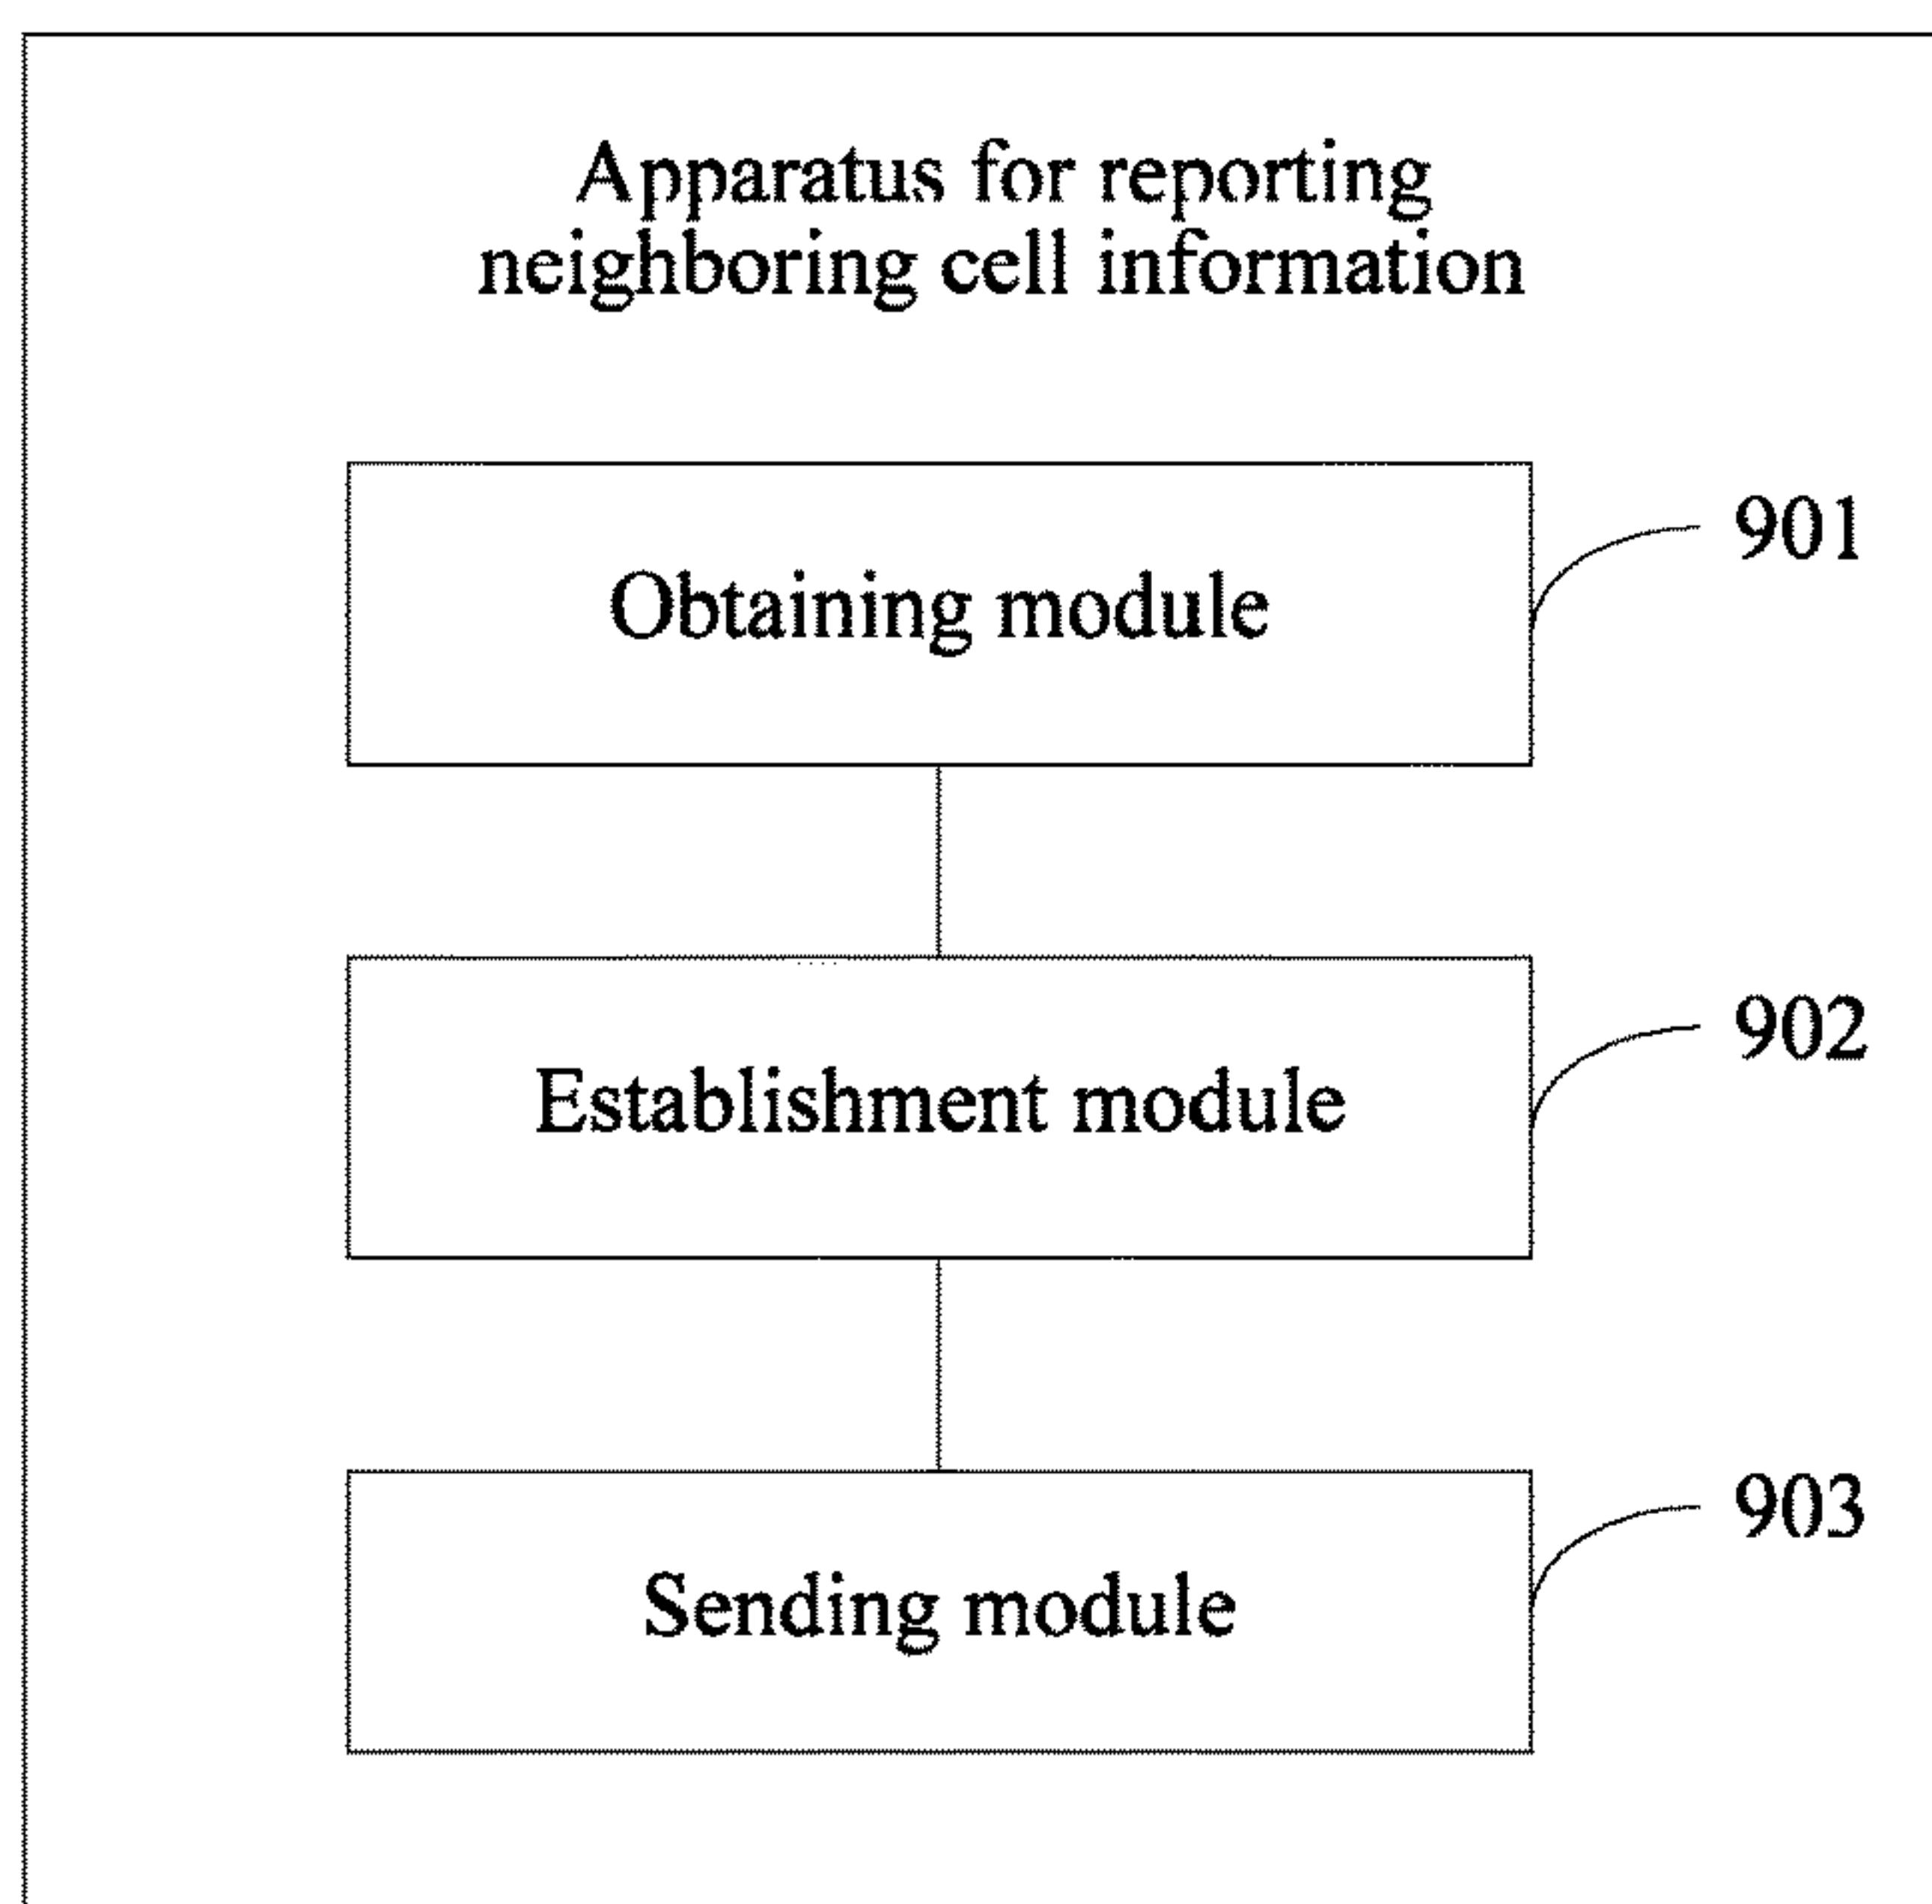 Apparatus for reporting
neighboring cell information
Obtaining module
901
Establishment module
902
Sending module
903